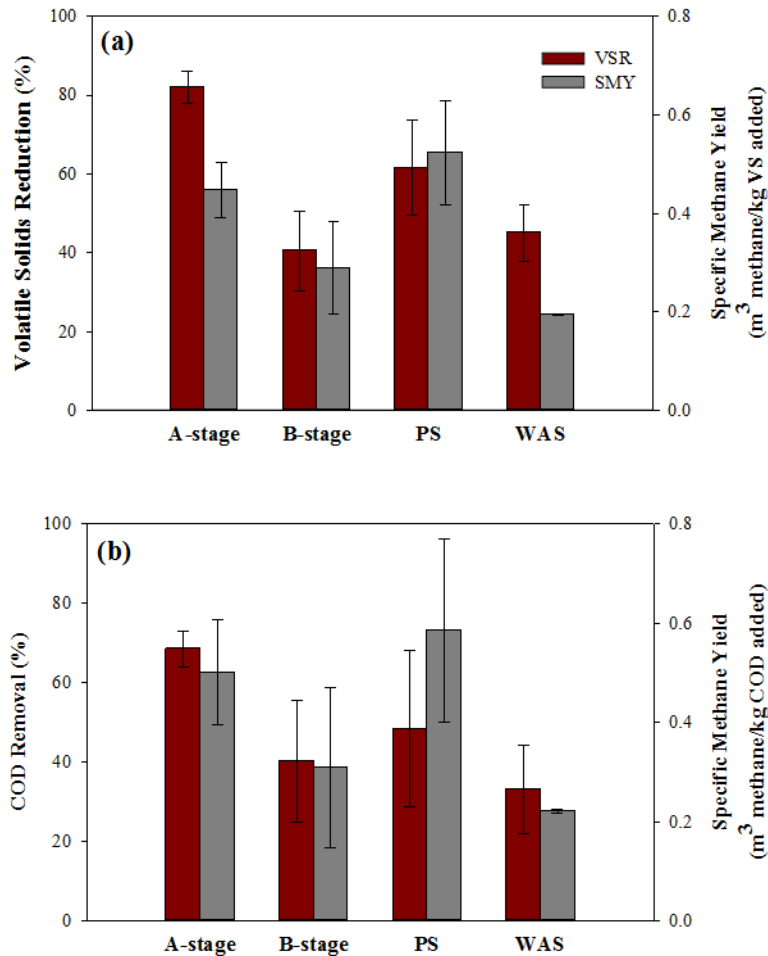 100
80
60
40
20
0
Volatile Solids Reduction (%)
(a)
VSR
SMY
0.8
0.6
0.4
0.2
0.0
Specific Methane Yield
(m³ methane/kg VS added)
A-stage B-stage PS WAS
100
80
60
40
20
0
COD Removal (%)
(b)
0.8
0.6
0.4
0.2
0.0
Specific Methane Yield
(m³ methane/kg COD added)
A-stage B-stage PS WAS